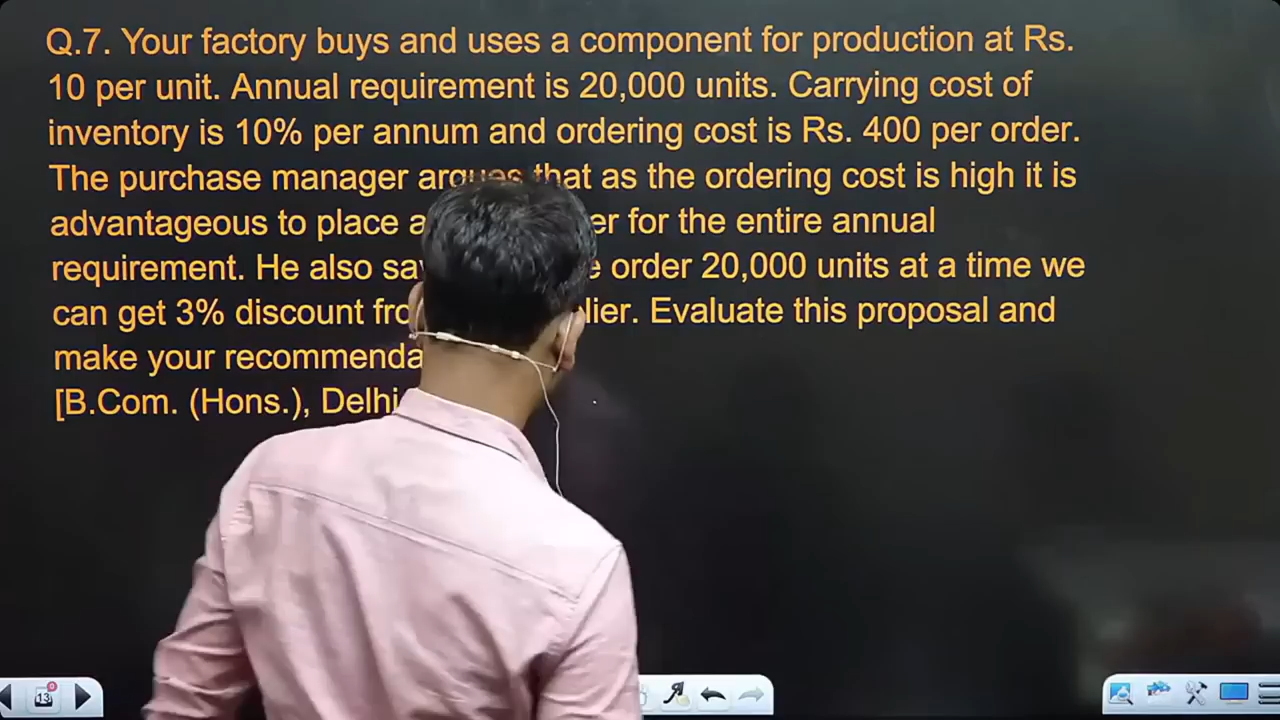 Q.7. Your factory buys and uses a component for production at Rs.
10 per unit. Annual requirement is 20,000 units. Carrying cost of
inventory is 10% per annum and ordering cost is Rs. 400 per order.
The purchase manager argues that as the ordering cost is high it is
advantageous to place a er for the entire annual
requirement. He also sa order 20,000 units at a time we
can get 3% discount fro lier. Evaluate this proposal and
make your recommenda
[B.Com. (Hons.), Delhi
13